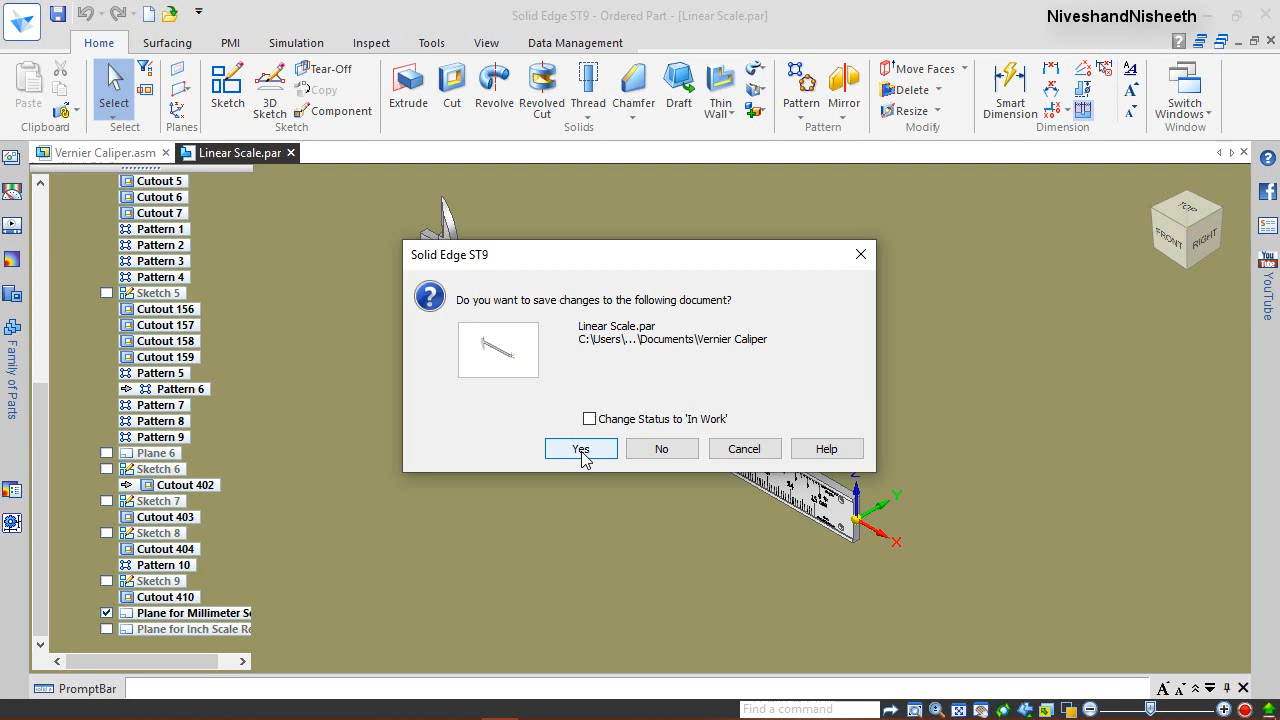 Solid Edge ST9 - Ordered Part - [Linear Scale.par]
NiveshandNisheeth
Home
Surfacing
PMI
Simulation
Inspect
Tools
View
Data Management
Paste
Clipboard
Select
Select
Planes
Sketch
3D Sketch
Tear-Off
Copy
Component
Sketch
Extrude
Cut
Revolve
Revolved Cut
Thread
Chamfer
Draft
Thin Wall
Solids
Pattern
Mirror
Pattern
Move Faces
Delete
Resize
Modify
Smart Dimension
Dimension
Switch Windows
Window
Vernier Caliper.asm
Linear Scale.par
Cutout 5
Cutout 6
Cutout 7
Pattern 1
Pattern 2
Pattern 3
Pattern 4
Sketch 5
Cutout 156
Cutout 157
Cutout 158
Cutout 159
Pattern 5
Pattern 6
Pattern 7
Pattern 8
Pattern 9
Plane 6
Sketch 6
Cutout 402
Sketch 7
Cutout 403
Sketch 8
Cutout 404
Pattern 10
Sketch 9
Cutout 410
Plane for Millimeter Sc
Plane for Inch Scale Re
Family of Parts
Solid Edge ST9
Do you want to save changes to the following document?
Linear Scale.par
C:\Users\...\Documents\Vernier Caliper
Change Status to 'In Work'
Yes
No
Cancel
Help
TOP
FRONT
RIGHT
You Tube
YouTube
Z
Y
X
PromptBar
Find a command